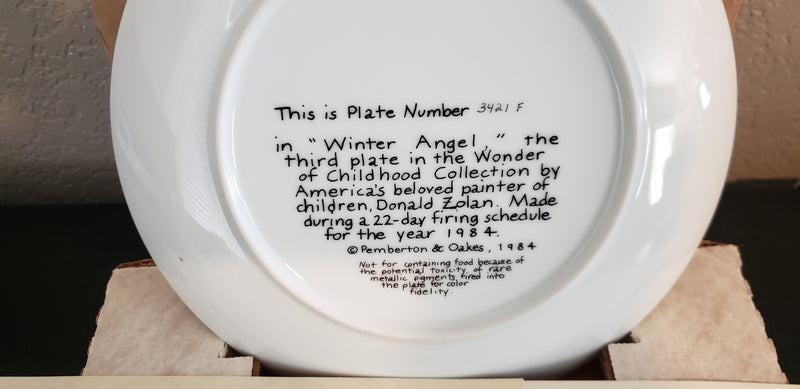 This is Plate Number 3421 F
in "Winter Angel," the
third plate in the Wonder
of Childhood Collection by
America's beloved painter of
children, Donald Zolan. Made
during a 22-day firing schedule
for the year 1984.
© Pemberton & Oakes, 1984
Not for containing food because of
the potential toxicity of rare
metallic pigments fired into
the plate for color
fidelity.